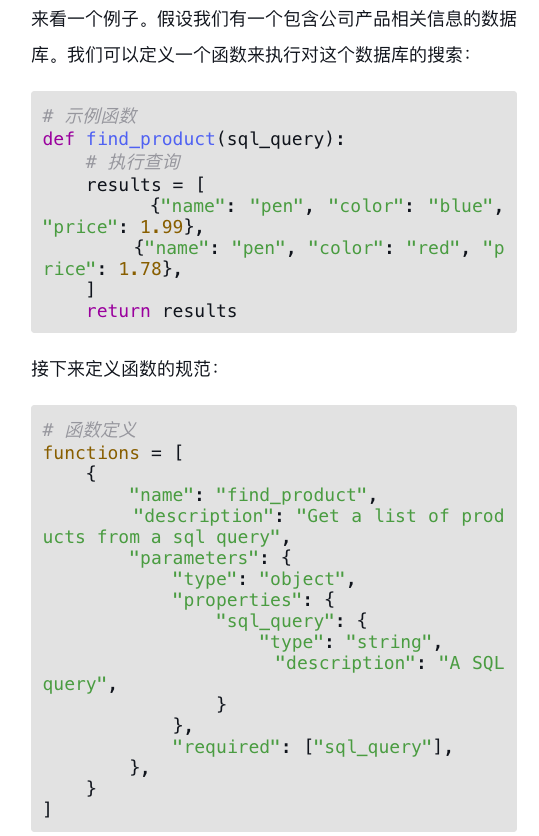 来看一个例子。假设我们有一个包含公司产品相关信息的数据
库。我们可以定义一个函数来执行对这个数据库的搜索：
# 示例函数
def find_product(sql_query):
    # 执行查询
    results = [
          {"name": "pen", "color": "blue",
"price": 1.99},
         {"name": "pen", "color": "red", "p
rice": 1.78},
    ]
    return results
接下来定义函数的规范：
# 函数定义
functions = [
    {
        "name": "find_product",
        "description": "Get a list of prod
ucts from a sql query",
        "parameters": {
            "type": "object",
            "properties": {
                "sql_query": {
                    "type": "string",
                     "description": "A SQL
query",
                }
            },
            "required": ["sql_query"],
        },
    }
]